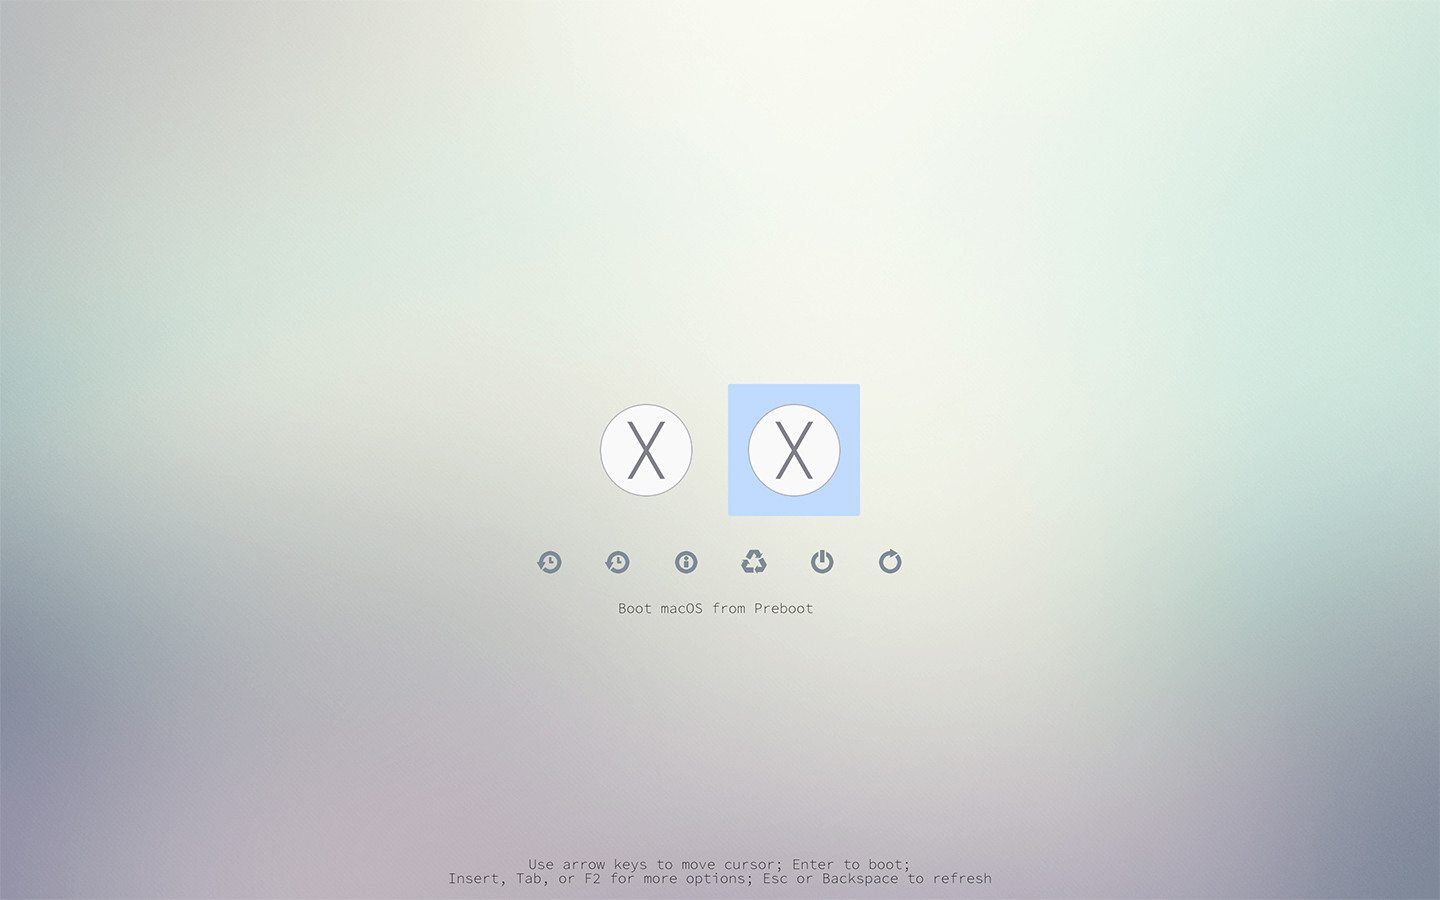 X X
Boot macOS from Preboot
Use arrow keys to move cursor; Enter to boot;
Insert, Tab, or F2 for more options; Esc or Backspace to refresh